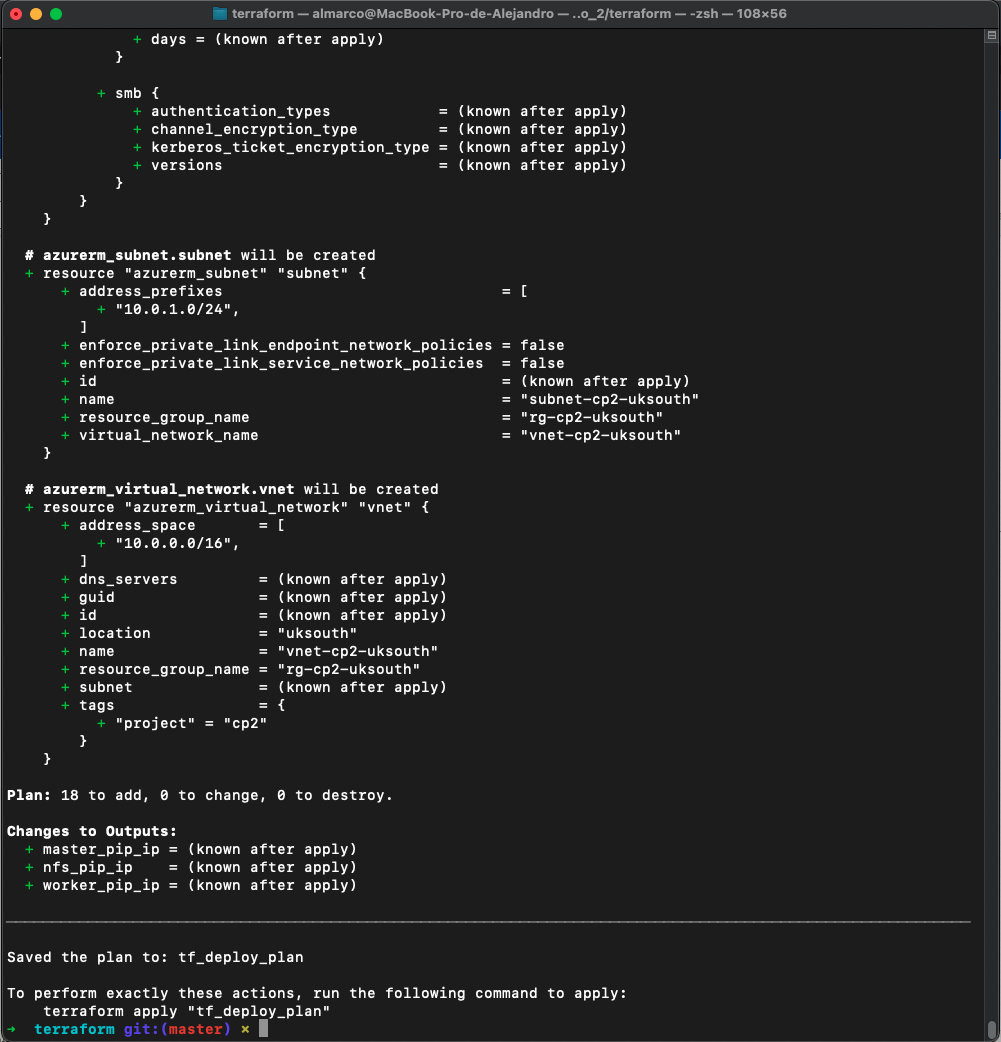 terraform — almarco@MacBook-Pro-de-Alejandro — ..o_2/terraform — -zsh — 108×56
              + days = (known after apply)
            }

          + smb {
              + authentication_types            = (known after apply)
              + channel_encryption_type         = (known after apply)
              + kerberos_ticket_encryption_type = (known after apply)
              + versions                        = (known after apply)
            }
        }
    }

  # azurerm_subnet.subnet will be created
  + resource "azurerm_subnet" "subnet" {
      + address_prefixes                               = [
          + "10.0.1.0/24",
        ]
      + enforce_private_link_endpoint_network_policies = false
      + enforce_private_link_service_network_policies  = false
      + id                                             = (known after apply)
      + name                                           = "subnet-cp2-uksouth"
      + resource_group_name                            = "rg-cp2-uksouth"
      + virtual_network_name                           = "vnet-cp2-uksouth"
    }

  # azurerm_virtual_network.vnet will be created
  + resource "azurerm_virtual_network" "vnet" {
      + address_space       = [
          + "10.0.0.0/16",
        ]
      + dns_servers         = (known after apply)
      + guid                = (known after apply)
      + id                  = (known after apply)
      + location            = "uksouth"
      + name                = "vnet-cp2-uksouth"
      + resource_group_name = "rg-cp2-uksouth"
      + subnet              = (known after apply)
      + tags                = {
          + "project" = "cp2"
        }
    }

Plan: 18 to add, 0 to change, 0 to destroy.

Changes to Outputs:
  + master_pip_ip = (known after apply)
  + nfs_pip_ip    = (known after apply)
  + worker_pip_ip = (known after apply)

Saved the plan to: tf_deploy_plan

To perform exactly these actions, run the following command to apply:
    terraform apply "tf_deploy_plan"
➜  terraform git:(master) ✗